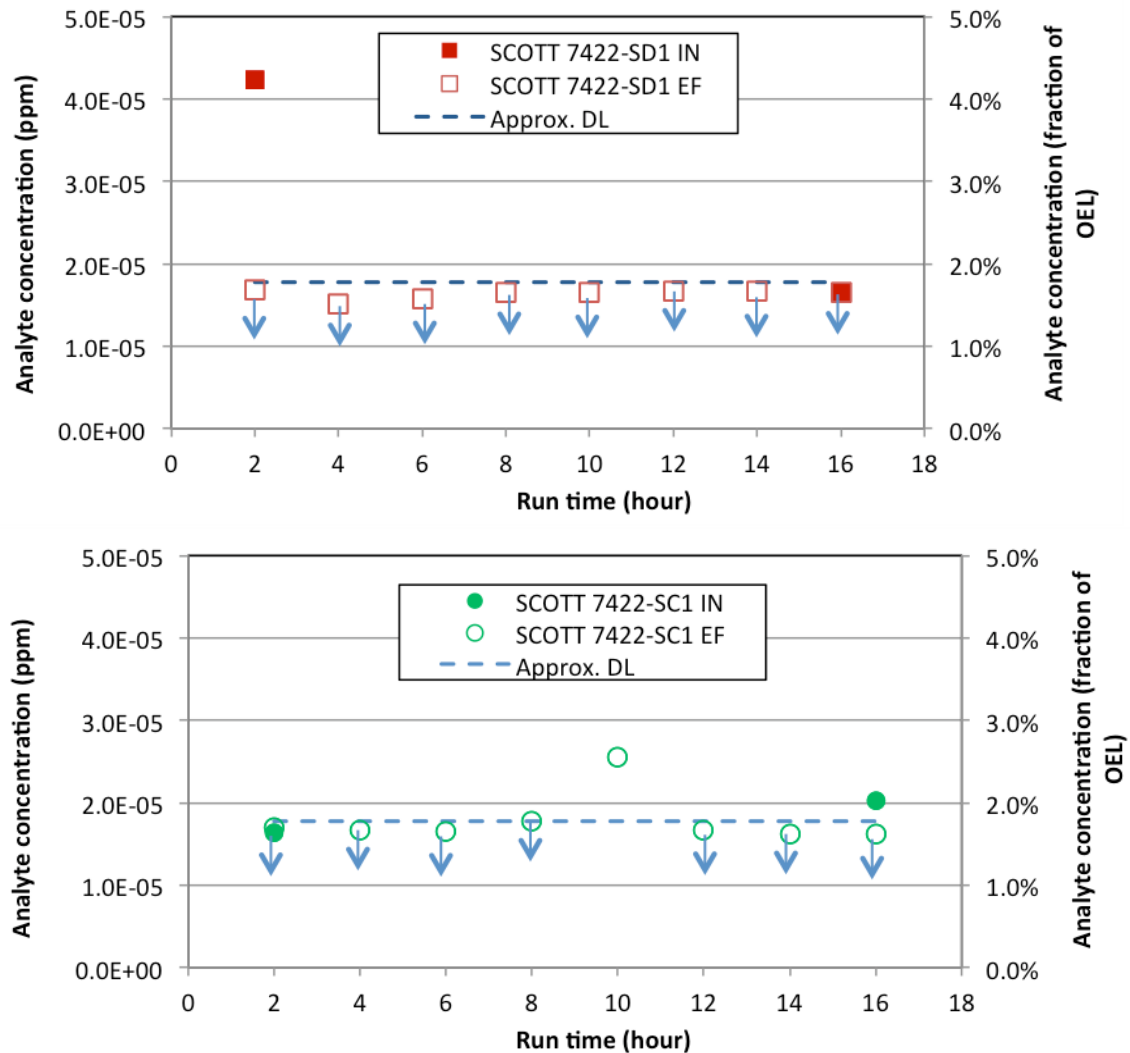 5.0E-05
4.0E-05
3.0E-05
2.0E-05
1.0E-05
0.0E+00
Analyte concentration (ppm)
SCOTT 7422-SD1 IN
SCOTT 7422-SD1 EF
Approx. DL
5.0%
4.0%
3.0%
2.0%
1.0%
0.0%
Analyte concentration (fraction of
OEL)
0 2 4 6 8 10 12 14 16 18
Run time (hour)
5.0E-05
4.0E-05
3.0E-05
2.0E-05
1.0E-05
0.0E+00
Analyte concentration (ppm)
SCOTT 7422-SC1 IN
SCOTT 7422-SC1 EF
Approx. DL
5.0%
4.0%
3.0%
2.0%
1.0%
0.0%
Analyte concentration (fraction of
OEL)
0 2 4 6 8 10 12 14 16 18
Run time (hour)